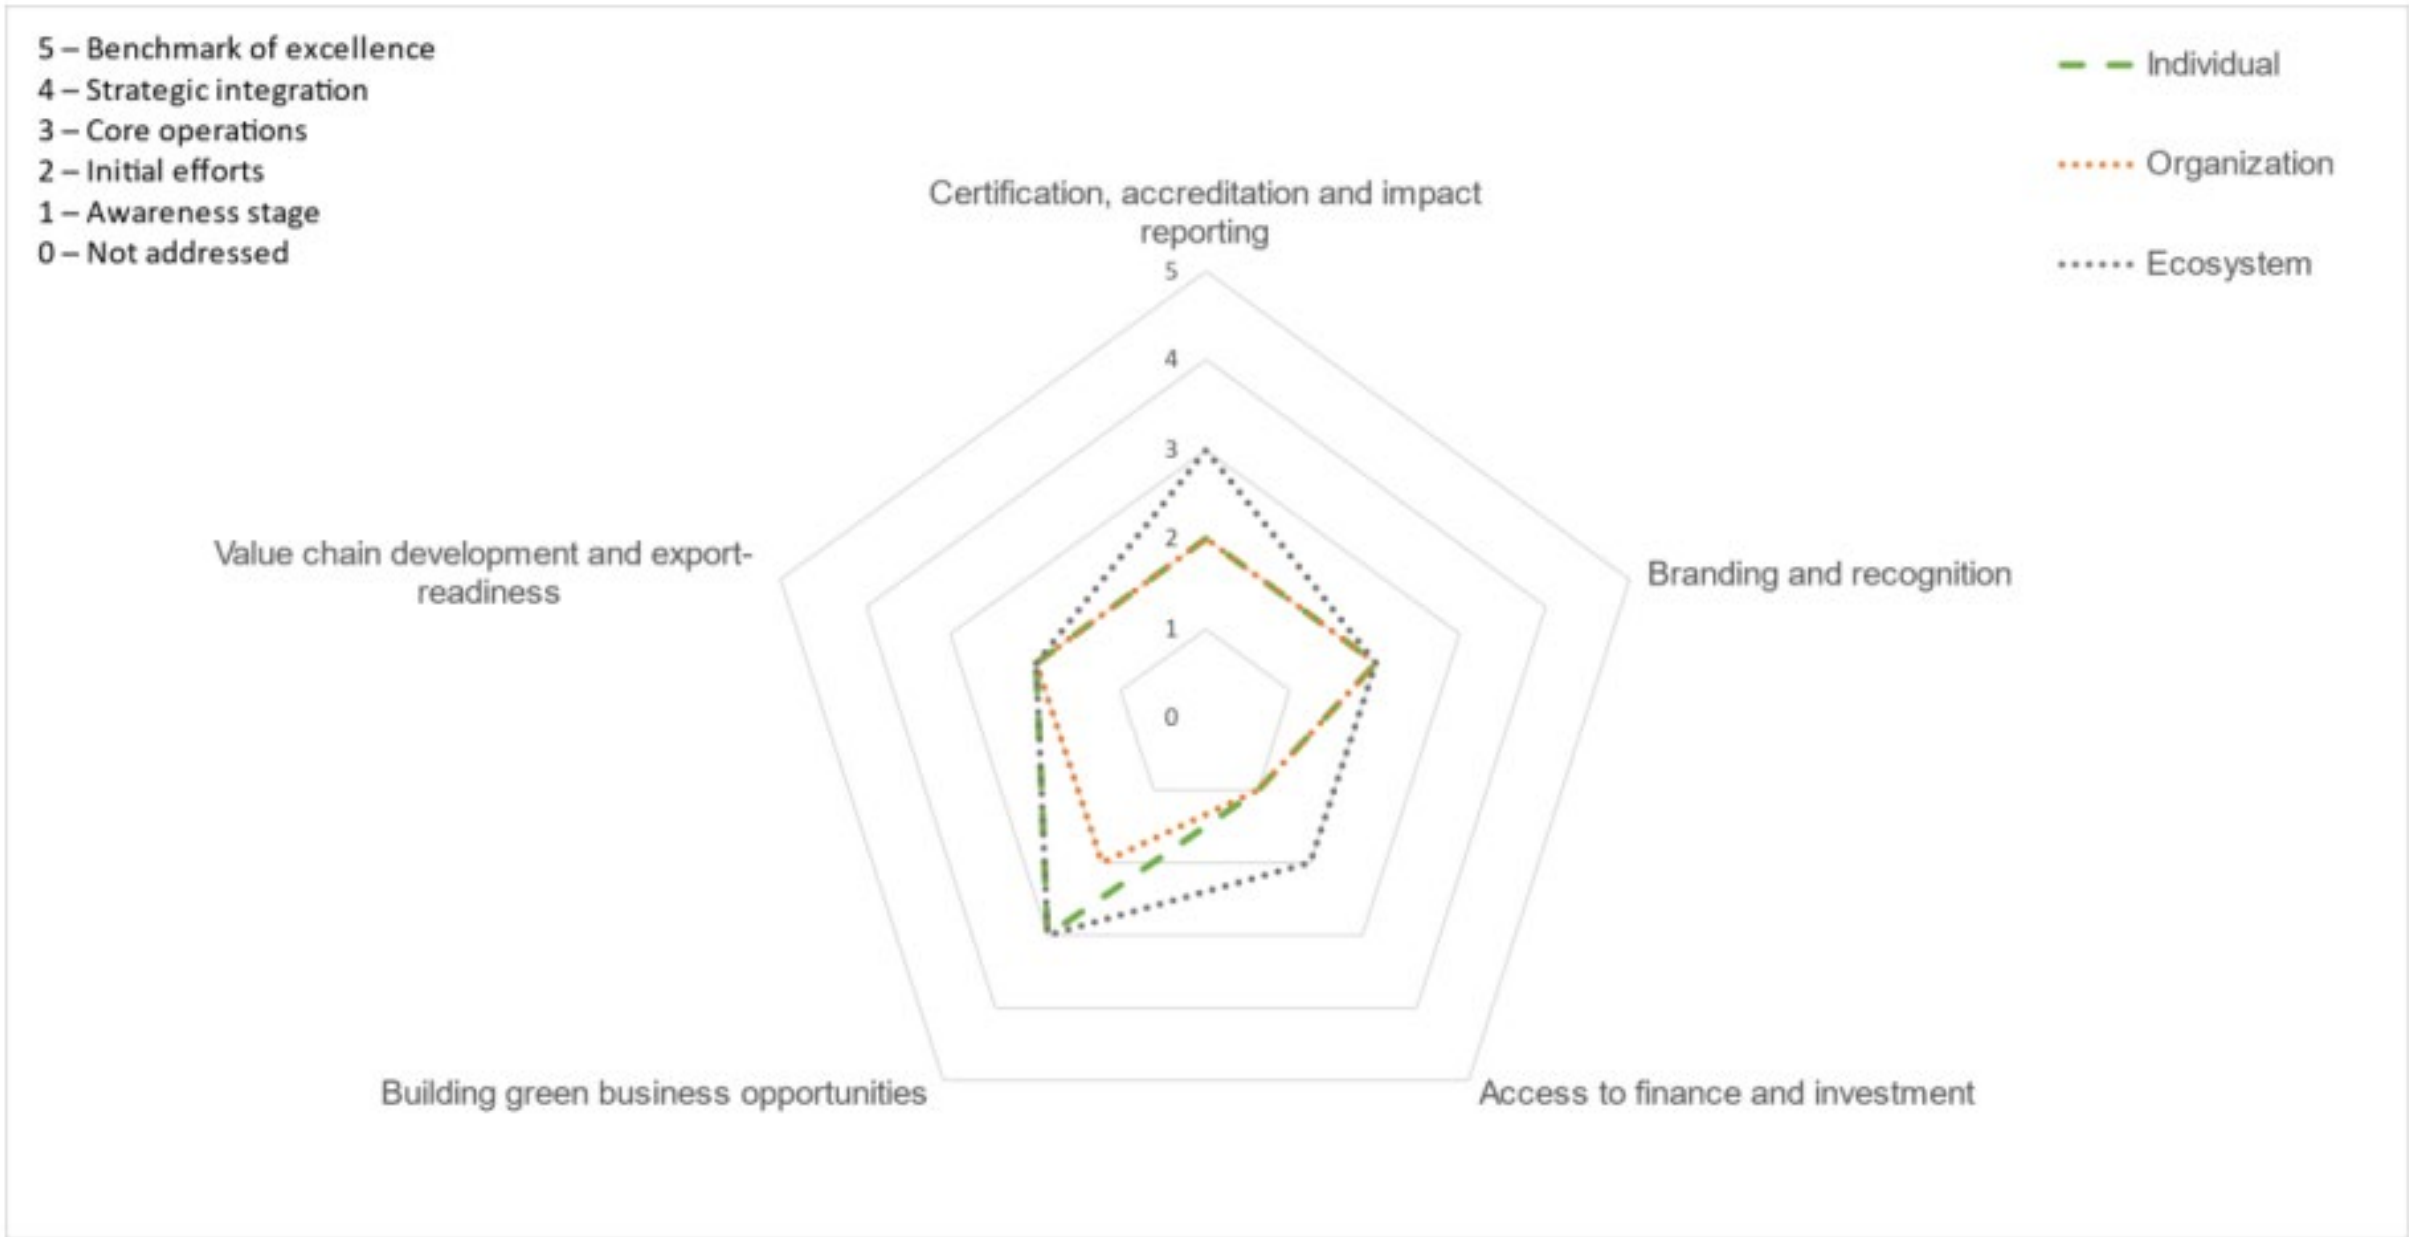 5 – Benchmark of excellence
4 – Strategic integration
3 – Core operations
2 – Initial efforts
1 – Awareness stage
0 – Not addressed
Individual
Organization
Ecosystem
Certification, accreditation and impact
reporting
5
4
3
2
1
0
Value chain development and export-
readiness
Branding and recognition
Building green business opportunities
Access to finance and investment